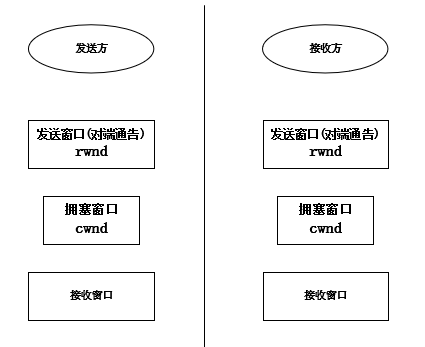 发送方
发送窗口(对端通告)
rwnd
拥塞窗口
cwnd
接收窗口
接收方
发送窗口(对端通告)
rwnd
拥塞窗口
cwnd
接收窗口